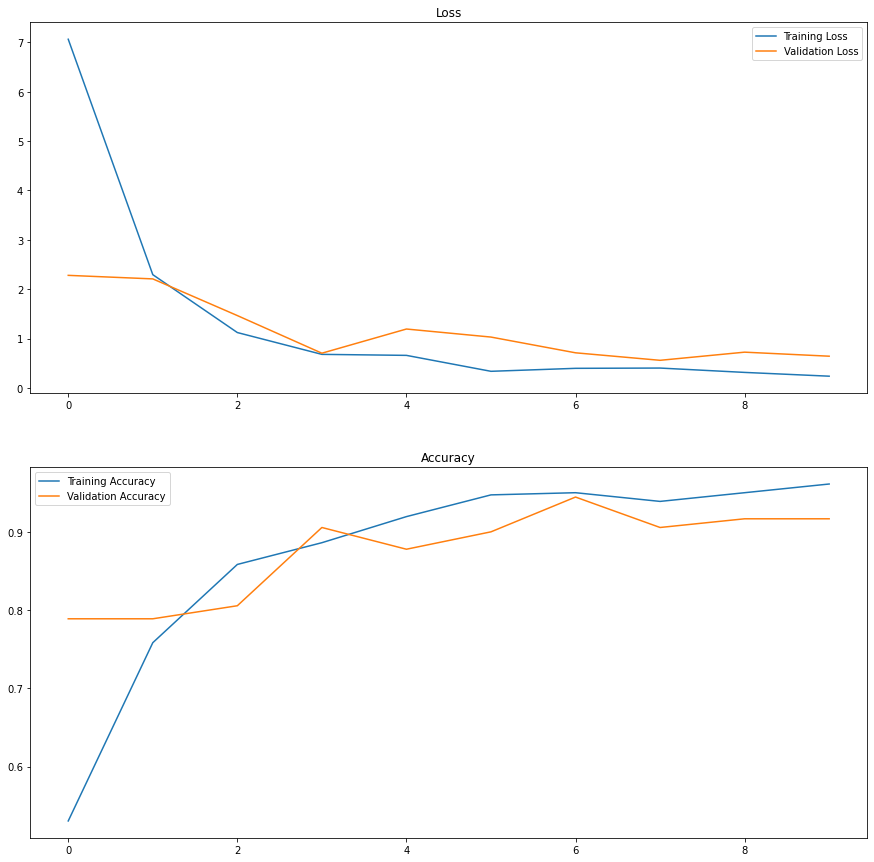 Loss
Training Loss
Validation Loss
7
6
5
4
3
2
1
0
0 2 4 6 8
Accuracy
Training Accuracy
Validation Accuracy
0.9
0.8
0.7
0.6
0 2 4 6 8